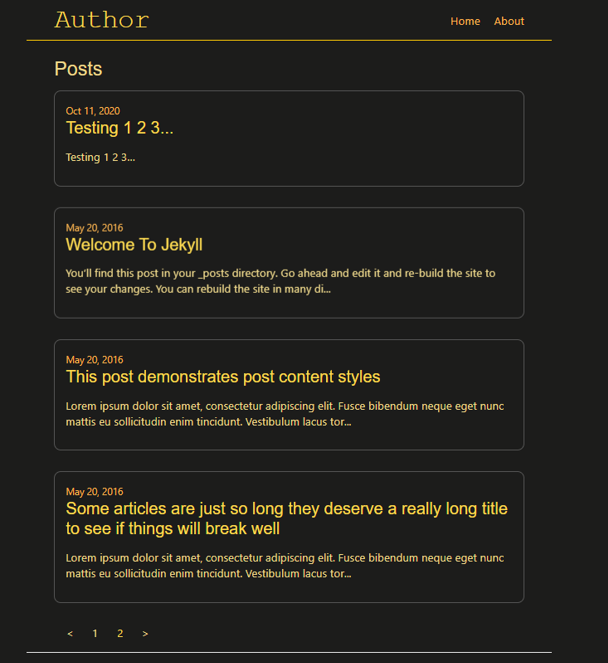 Author
Home About
Posts
Oct 11, 2020
Testing 1 2 3...
Testing 1 2 3...
May 20, 2016
Welcome To Jekyll
You'll find this post in your _posts directory. Go ahead and edit it and re-build the site to
see your changes. You can rebuild the site in many di...
May 20, 2016
This post demonstrates post content styles
Lorem ipsum dolor sit amet, consectetur adipiscing elit. Fusce bibendum neque eget nunc
mattis eu sollicitudin enim tincidunt. Vestibulum lacus tor...
May 20, 2016
Some articles are just so long they deserve a really long title
to see if things will break well
Lorem ipsum dolor sit amet, consectetur adipiscing elit. Fusce bibendum neque eget nunc
mattis eu sollicitudin enim tincidunt. Vestibulum lacus tor...
< 1 2 >